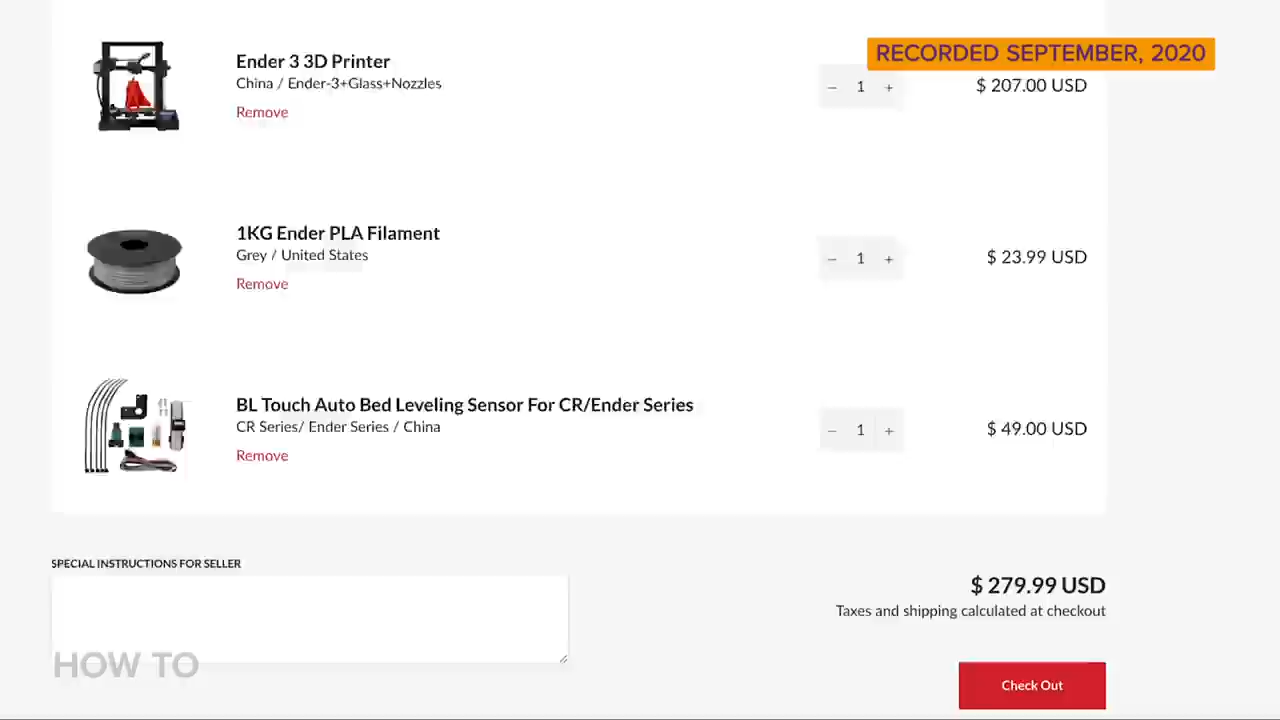 RECORDED SEPTEMBER, 2020
Ender 3 3D Printer
China / Ender-3+Glass+Nozzles
Remove
− 1 +
$ 207.00 USD
1KG Ender PLA Filament
Grey / United States
Remove
− 1 +
$ 23.99 USD
BL Touch Auto Bed Leveling Sensor For CR/Ender Series
CR Series/ Ender Series / China
Remove
− 1 +
$ 49.00 USD
SPECIAL INSTRUCTIONS FOR SELLER
$ 279.99 USD
Taxes and shipping calculated at checkout
HOW TO
Check Out